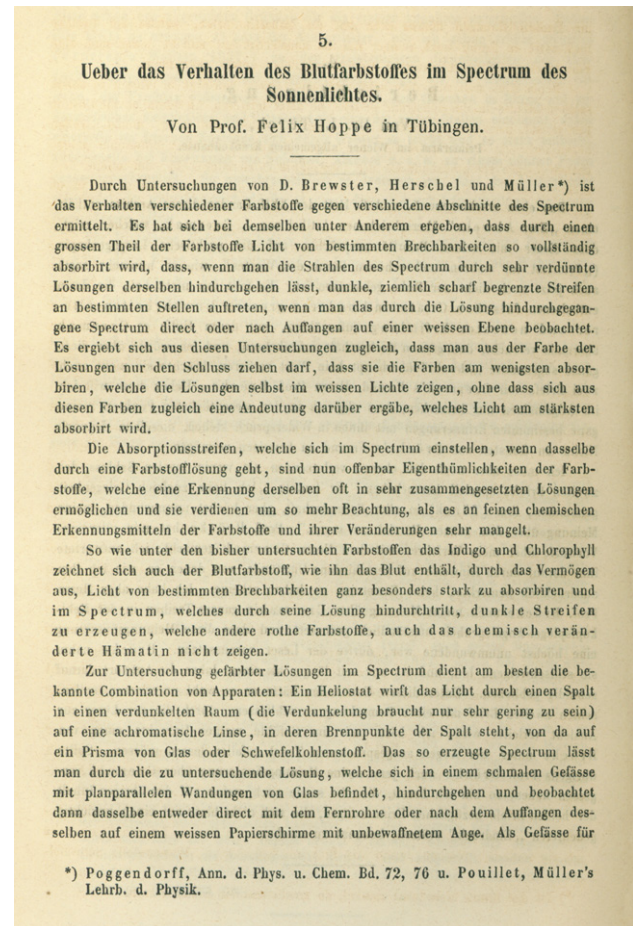 5.
Ueber das Verhalten des Blutfarbstoffes im Spectrum des
Sonnenlichtes.
Von Prof. Felix Hoppe in Tübingen.
Durch Untersuchungen von D. Brewster, Herschel und Müller*) ist
das Verhalten verschiedener Farbstoffe gegen verschiedene Abschnitte des Spectrum
ermittelt. Es hat sich bei demselben unter Anderem ergeben, dass durch einen
grossen Theil der Farbstoffe Licht von bestimmten Brechbarkeiten so vollständig
absorbirt wird, dass, wenn man die Strahlen des Spectrum durch sehr verdünnte
Lösungen derselben hindurchgehen lässt, dunkle, ziemlich scharf begrenzte Streifen
an bestimmten Stellen auftreten, wenn man das durch die Lösung hindurchgegan-
gene Spectrum direct oder nach Auffangen auf einer weissen Ebene beobachtet.
Es ergiebt sich aus diesen Untersuchungen zugleich, dass man aus der Farbe der
Lösungen nur den Schluss ziehen darf, dass sie die Farben am wenigsten absor-
biren, welche die Lösungen selbst im weissen Lichte zeigen, ohne dass sich aus
diesen Farben zugleich eine Andeutung darüber ergäbe, welches Licht am stärksten
absorbirt wird.
Die Absorptionsstreifen, welche sich im Spectrum einstellen, wenn dasselbe
durch eine Farbstofflösung geht, sind nun offenbar Eigenthümlichkeiten der Farb-
stoffe, welche eine Erkennung derselben oft in sehr zusammengesetzten Lösungen
ermöglichen und sie verdienen um so mehr Beachtung, als es an feinen chemischen
Erkennungsmitteln der Farbstoffe und ihrer Veränderungen sehr mangelt.
So wie unter den bisher untersuchten Farbstoffen das Indigo und Chlorophyll
zeichnet sich auch der Blutfarbstoff, wie ihn das Blut enthält, durch das Vermögen
aus, Licht von bestimmten Brechbarkeiten ganz besonders stark zu absorbiren und
im Spectrum, welches durch seine Lösung hindurchtritt, dunkle Streifen
zu erzeugen, welche andere rothe Farbstoffe, auch das chemisch verän-
derte Hämatin nicht zeigen.
Zur Untersuchung gefärbter Lösungen im Spectrum dient am besten die be-
kannte Combination von Apparaten: Ein Heliostat wirft das Licht durch einen Spalt
in einen verdunkelten Raum (die Verdunkelung braucht nur sehr gering zu sein)
auf eine achromatische Linse, in deren Brennpunkte der Spalt steht, von da auf
ein Prisma von Glas oder Schwefelkohlenstoff. Das so erzeugte Spectrum lässt
man durch die zu untersuchende Lösung, welche sich in einem schmalen Gefässe
mit planparallelen Wandungen von Glas befindet, hindurchgehen und beobachtet
dann dasselbe entweder direct mit dem Fernrohre oder nach dem Auffangen des-
selben auf einem weissen Papierschirme mit unbewaffnetem Auge. Als Gefässe für
*) Poggendorff, Ann. d. Phys. u. Chem. Bd. 72, 76 u. Pouillet, Müller's
Lehrb. d. Physik.